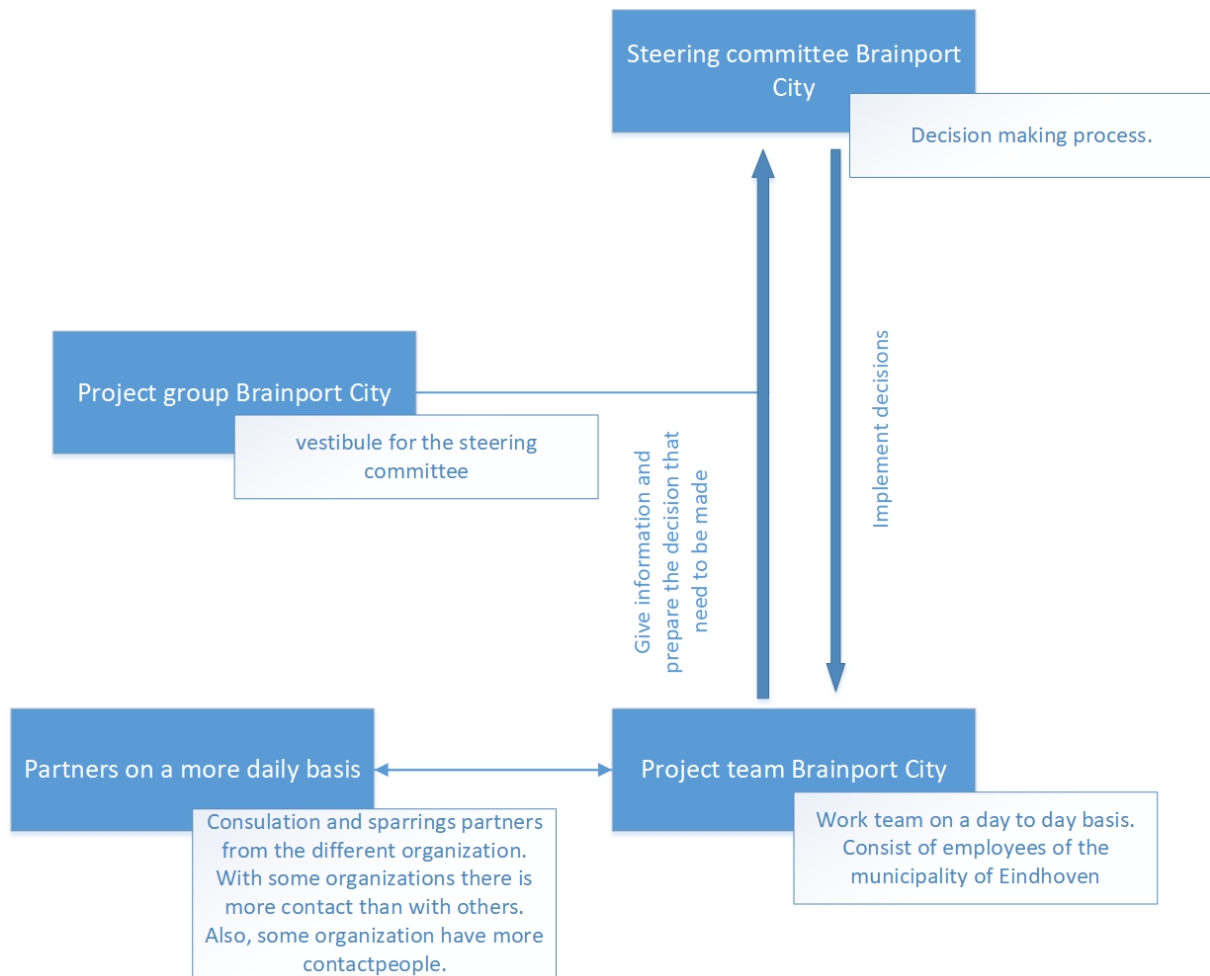 Steering committee Brainport
City
Decision making process.
Project group Brainport City
vestibule for the steering
committee
Give information and
prepare the decision that
need to be made
Implement decisions
Partners on a more daily basis
Consulation and sparrings partners
from the different organization.
With some organizations there is
more contact than with others.
Also, some organization have more
contactpeople.
Project team Brainport City
Work team on a day to day basis.
Consist of employees of the
municipality of Eindhoven